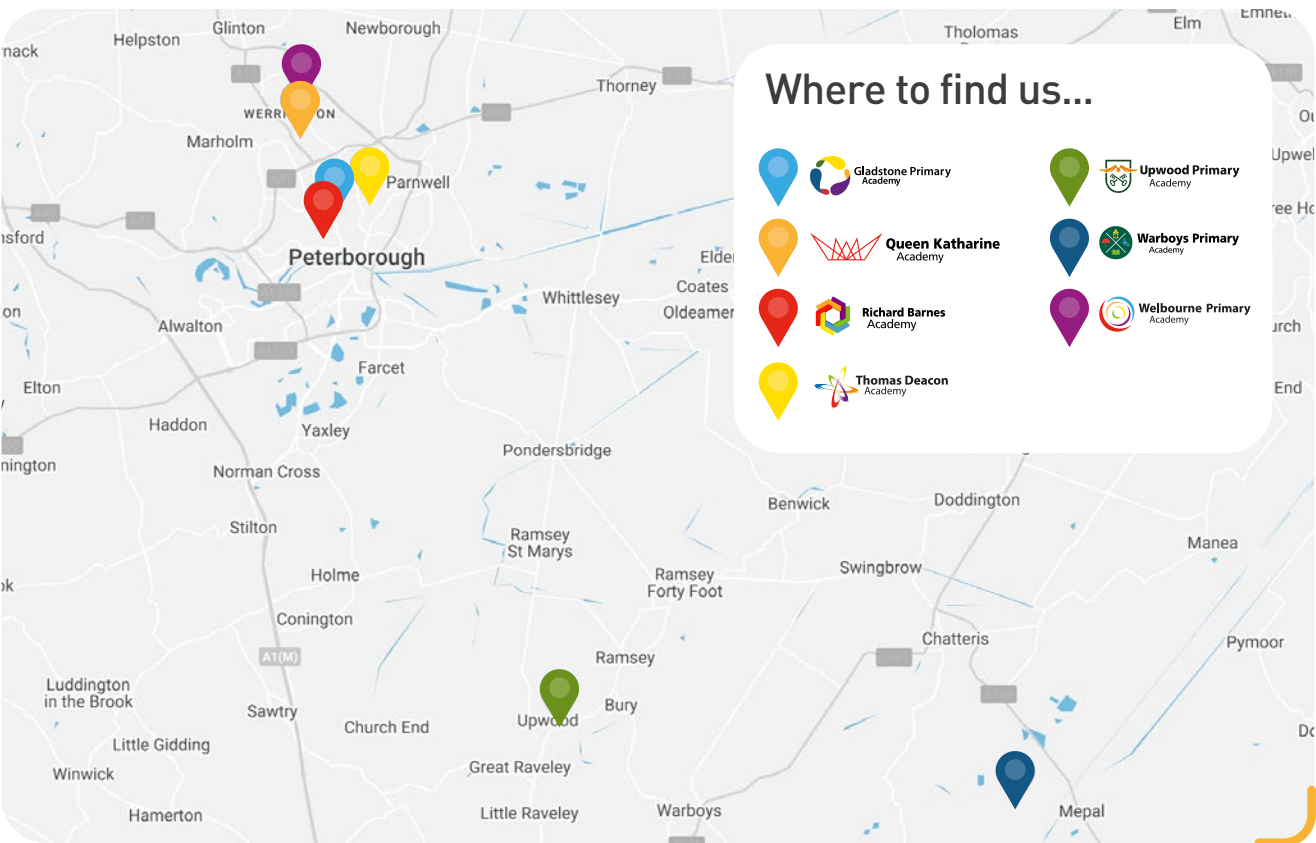 Where to find us...
Gladstone Primary
Academy
Queen Katharine
Academy
Richard Barnes
Academy
Thomas Deacon
Academy
Upwood Primary
Academy
Warboys Primary
Academy
Welbourne Primary
Academy
Glinton
Newborough
Helpston
Tholomas
Elm
Thorney
Marholm
Parnwell
Peterborough
Whittlesey
Coates
Alwalton
Farcet
Elton
Haddon
Yaxley
Norman Cross
Pondersbridge
Stilton
Benwick
Doddington
Ramsey
St Marys
Manea
Holme
Ramsey
Forty Foot
Swingbrow
Conington
Chatteris
Pymoor
A1(M)
Ramsey
Luddington
in the Brook
Sawtry
Church End
Upwood
Bury
Little Gidding
Great Raveley
Winwick
Hamerton
Little Raveley
Warboys
Mepal